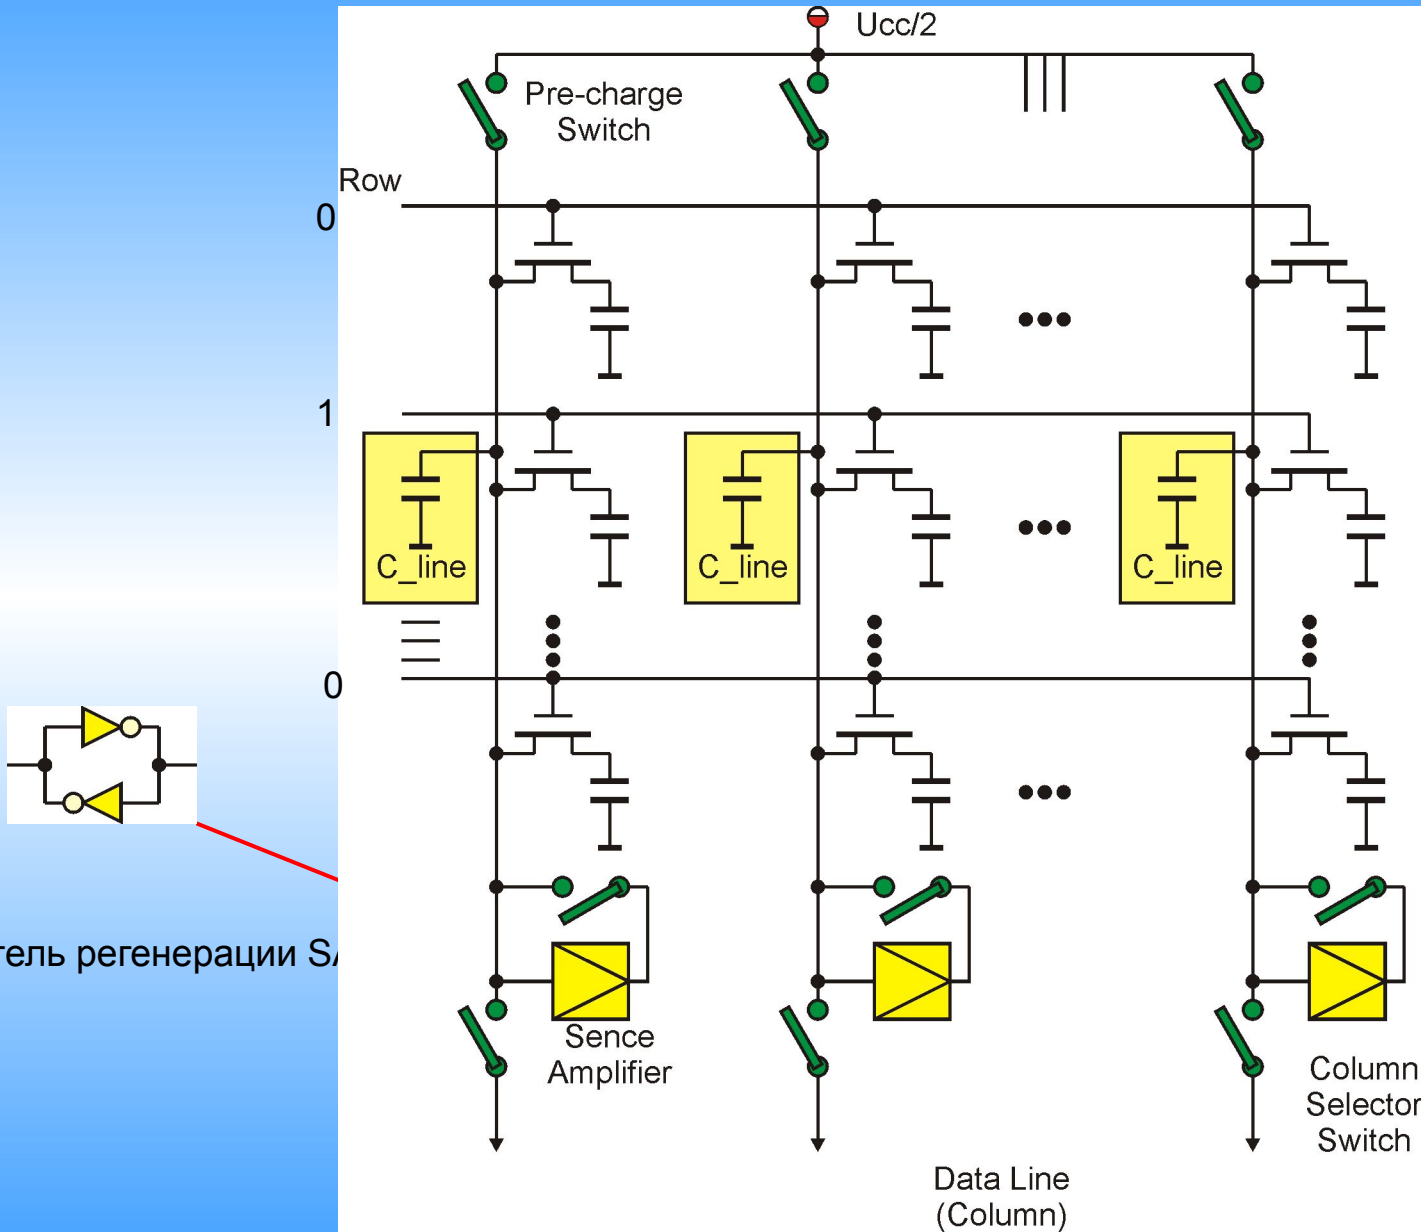 Ucc/2
Pre-charge
Switch
Row
0
1
C_line
C_line
C_line
0
регенерации
Sence
Amplifier
Column
Selector
Switch
Data Line
(Column)